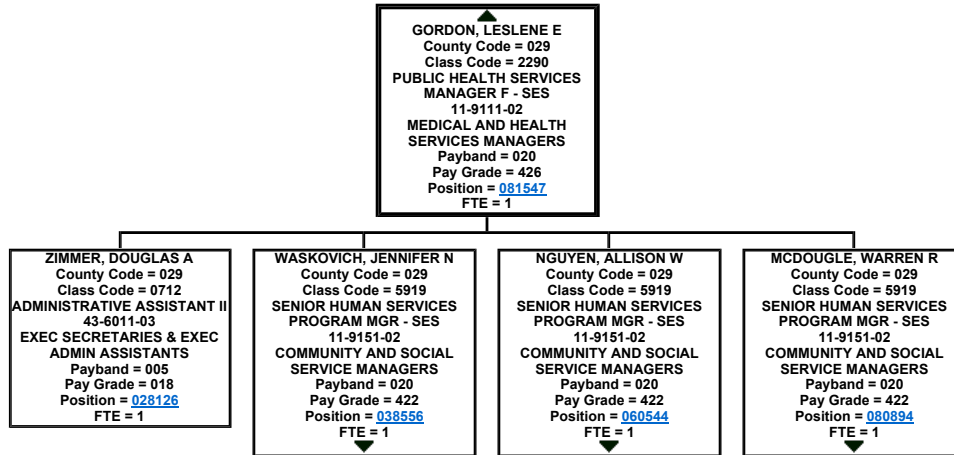 GORDON, LESLENE E
County Code = 029
Class Code = 2290
PUBLIC HEALTH SERVICES
MANAGER F - SES
11-9111-02
MEDICAL AND HEALTH
SERVICES MANAGERS
Payband = 020
Pay Grade = 426
Position = 081547
FTE = 1
ZIMMER, DOUGLAS A
County Code = 029
Class Code = 0712
ADMINISTRATIVE ASSISTANT II
43-6011-03
EXEC SECRETARIES & EXEC
ADMIN ASSISTANTS
Payband = 005
Pay Grade = 018
Position = 028126
FTE = 1
WASKOVICH, JENNIFER N
County Code = 029
Class Code = 5919
SENIOR HUMAN SERVICES
PROGRAM MGR - SES
11-9151-02
COMMUNITY AND SOCIAL
SERVICE MANAGERS
Payband = 020
Pay Grade = 422
Position = 038556
FTE = 1
NGUYEN, ALLISON W
County Code = 029
Class Code = 5919
SENIOR HUMAN SERVICES
PROGRAM MGR - SES
11-9151-02
COMMUNITY AND SOCIAL
SERVICE MANAGERS
Payband = 020
Pay Grade = 422
Position = 060544
FTE = 1
MCDOUGLE, WARREN R
County Code = 029
Class Code = 5919
SENIOR HUMAN SERVICES
PROGRAM MGR - SES
11-9151-02
COMMUNITY AND SOCIAL
SERVICE MANAGERS
Payband = 020
Pay Grade = 422
Position = 080894
FTE = 1